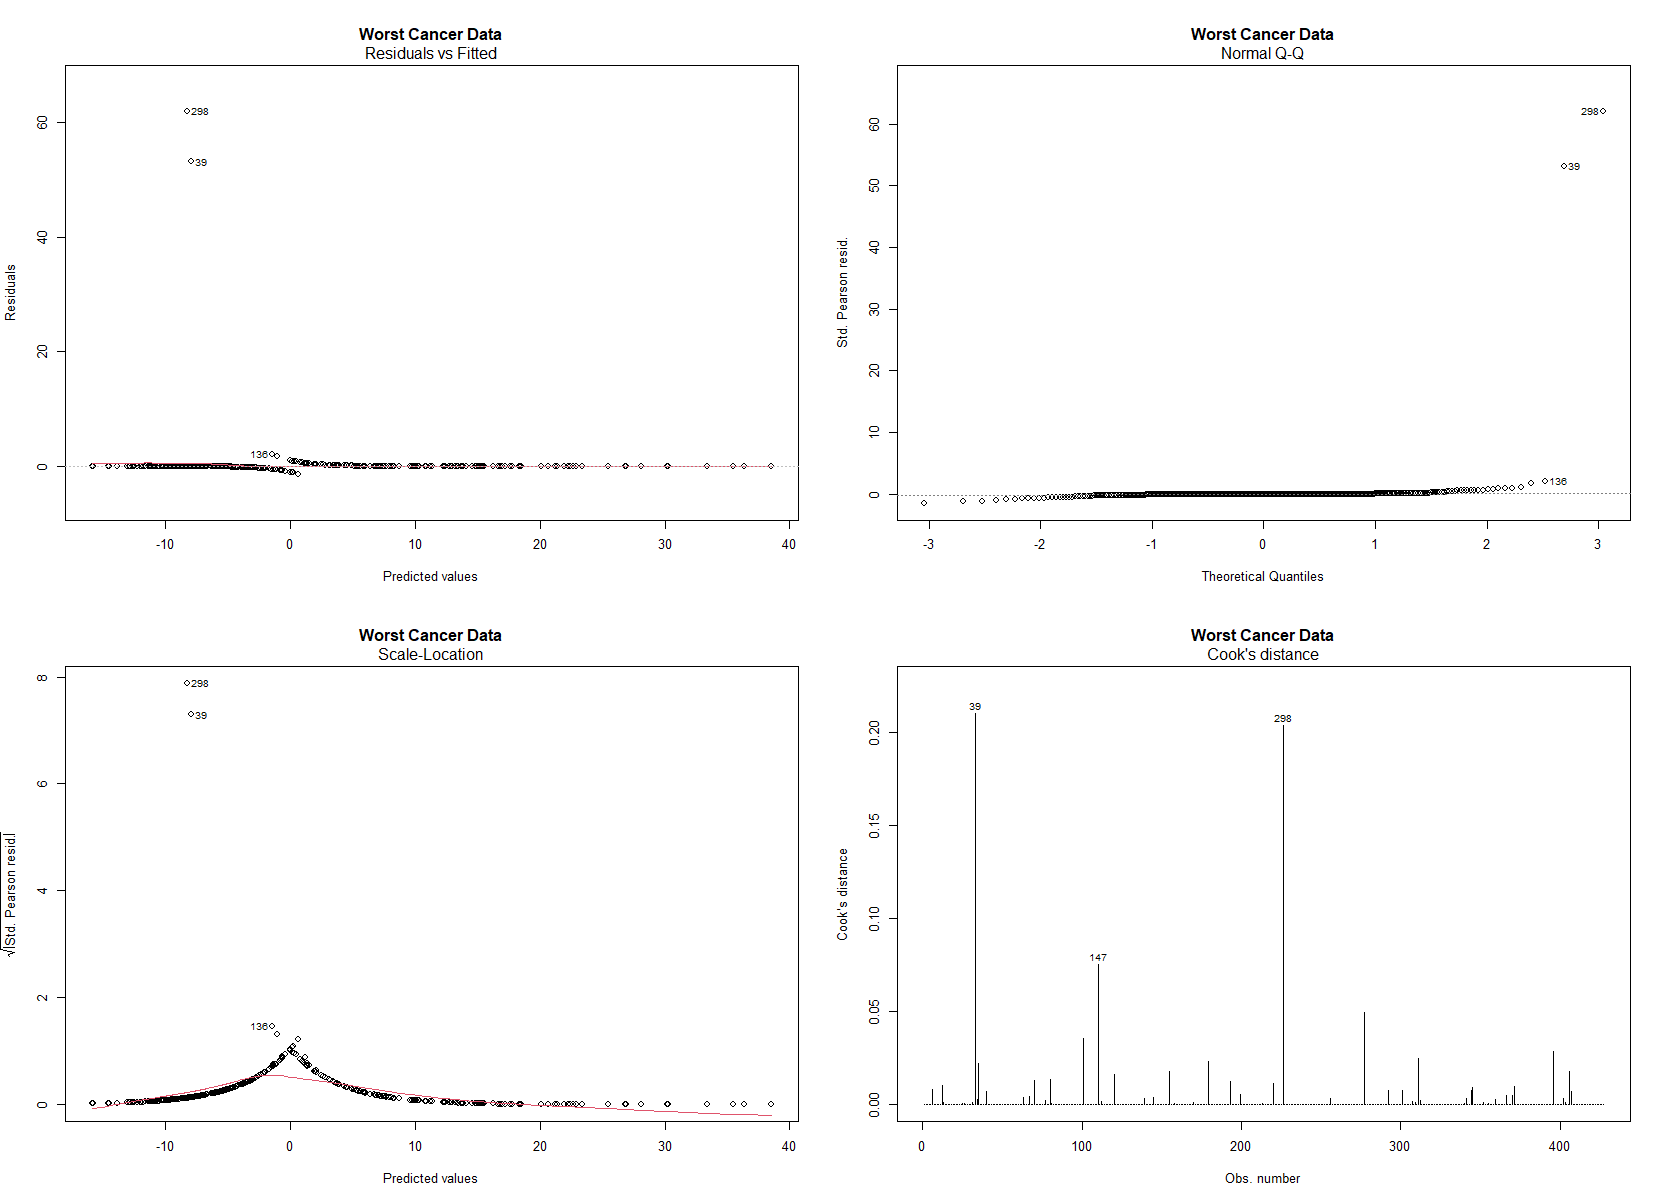 Worst Cancer Data
Residuals vs Fitted
Residuals
60
40
20
0
298
39
136
-10 0 10 20 30 40
Predicted values
Worst Cancer Data
Normal Q-Q
Std. Pearson resid.
60
50
40
30
20
10
0
298
39
136
-3 -2 -1 0 1 2 3
Theoretical Quantiles
Worst Cancer Data
Scale-Location
√|Std. Pearson resid.|
8
6
4
2
0
298
39
136
-10 0 10 20 30 40
Predicted values
Worst Cancer Data
Cook's distance
Cook's distance
0.20
0.15
0.10
0.05
0.00
39
298
147
0 100 200 300 400
Obs. number